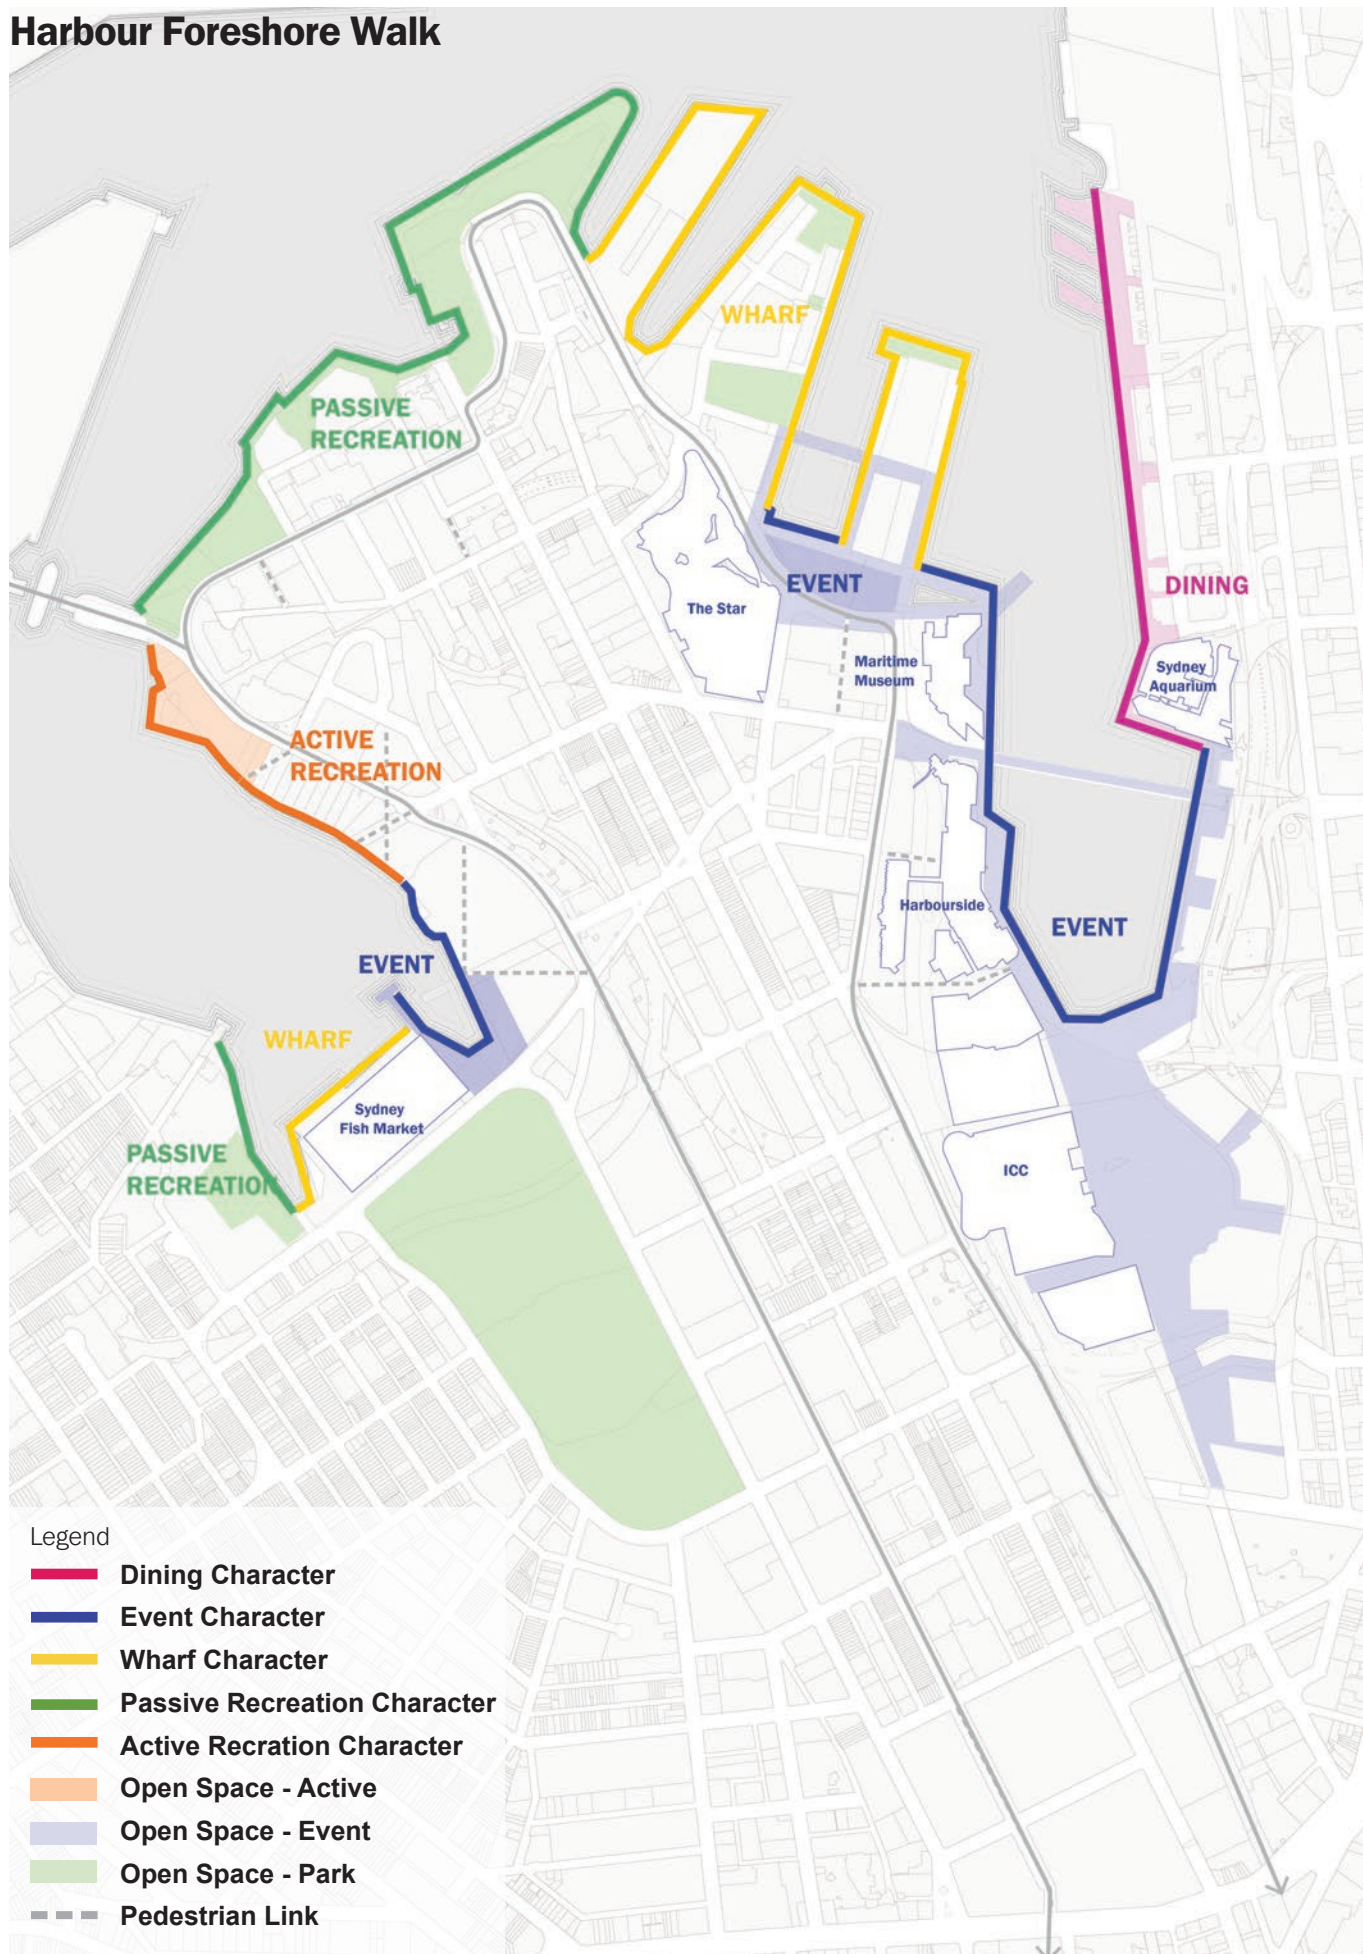 Harbour Foreshore Walk
WHARF
PASSIVE
RECREATION
EVENT
DINING
The Star
Maritime
Museum
Sydney
Aquarium
ACTIVE
RECREATION
Harbourside
EVENT
EVENT
WHARF
Sydney
Fish Market
PASSIVE
RECREATION
ICC
Legend
Dining Character
Event Character
Wharf Character
Passive Recreation Character
Active Recration Character
Open Space - Active
Open Space - Event
Open Space - Park
Pedestrian Link